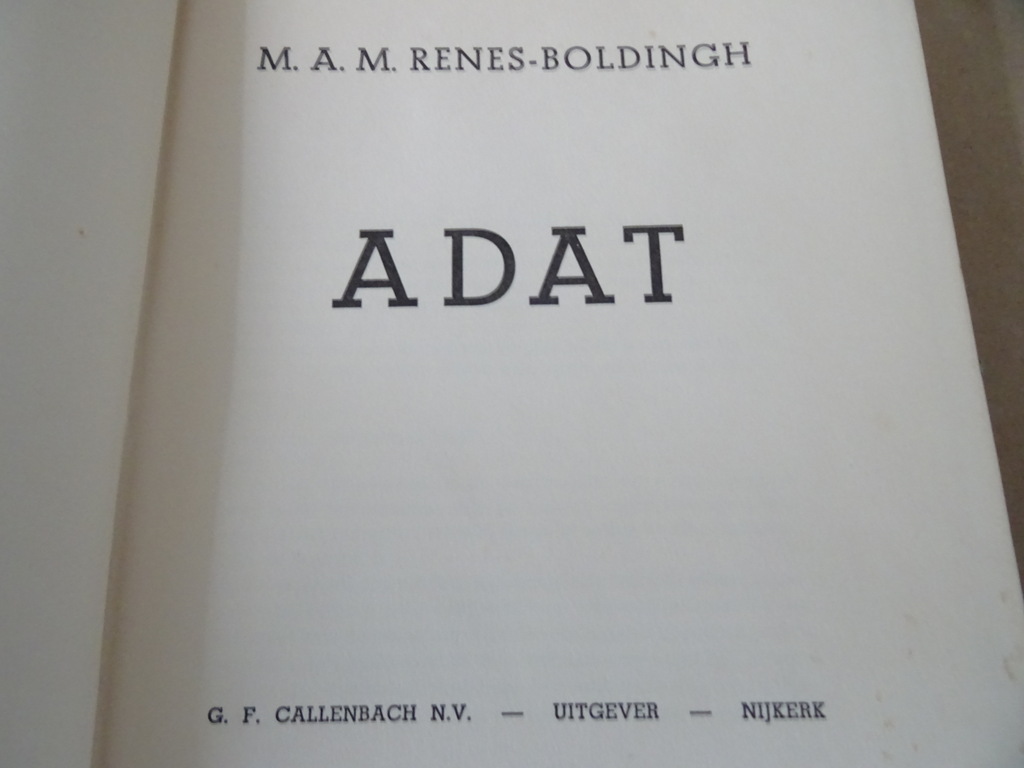 M. A. M. RENES-BOLDINGH
ADAT
G. F. CALLENBACH N.V. — UITGEVER — NIJKERK